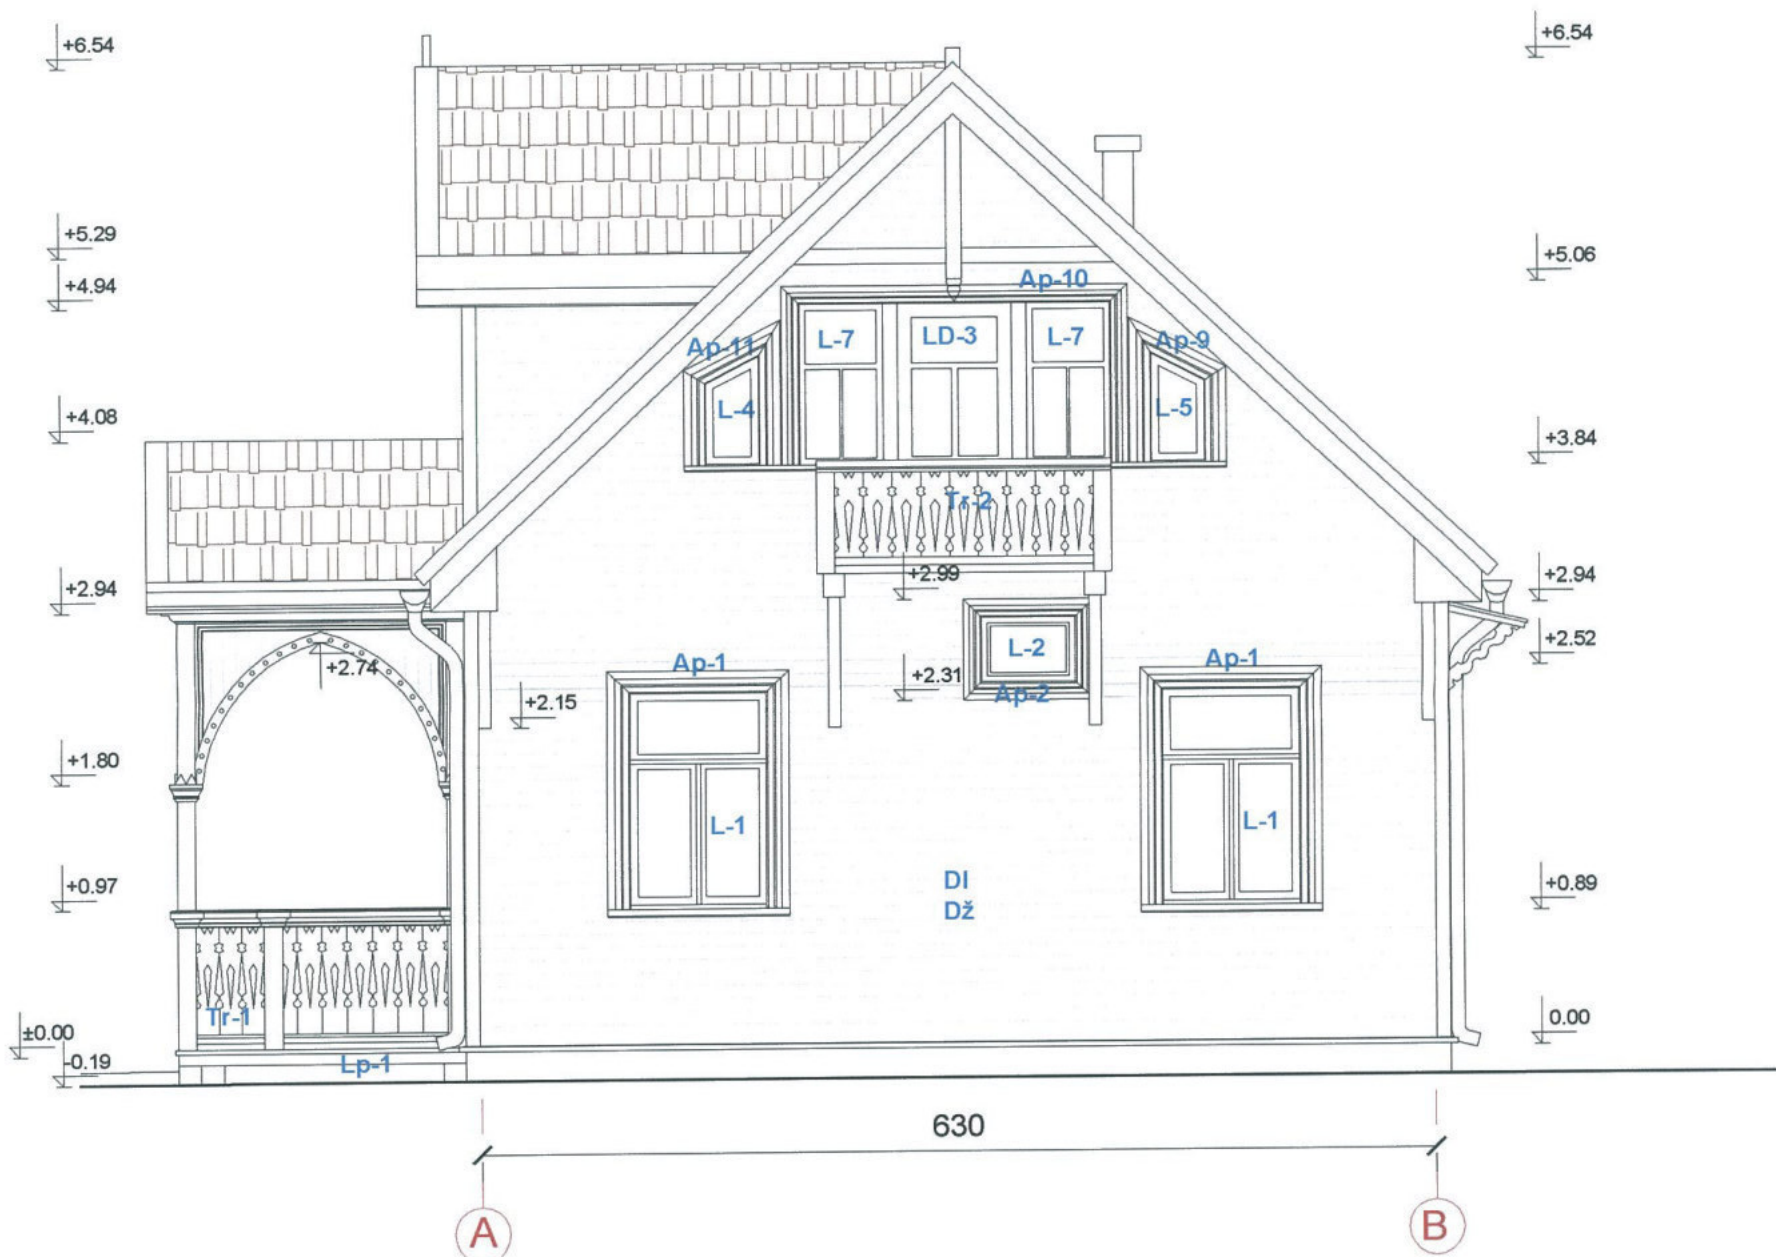 +6.54
+6.54
+5.29
+4.94
+5.06
Ap-10
L-7
LD-3
L-7
Ap-11
Ap-9
L-4
L-5
+4.08
+3.84
Tr-2
+2.99
+2.94
+2.94
+2.74
L-2
+2.52
Ap-1
Ap-1
+2.31
Ap-2
+2.15
+1.80
L-1
L-1
+0.97
DI
Dž
+0.89
Tr-1
±0.00
0.00
-0.19
Lp-1
630
A
B